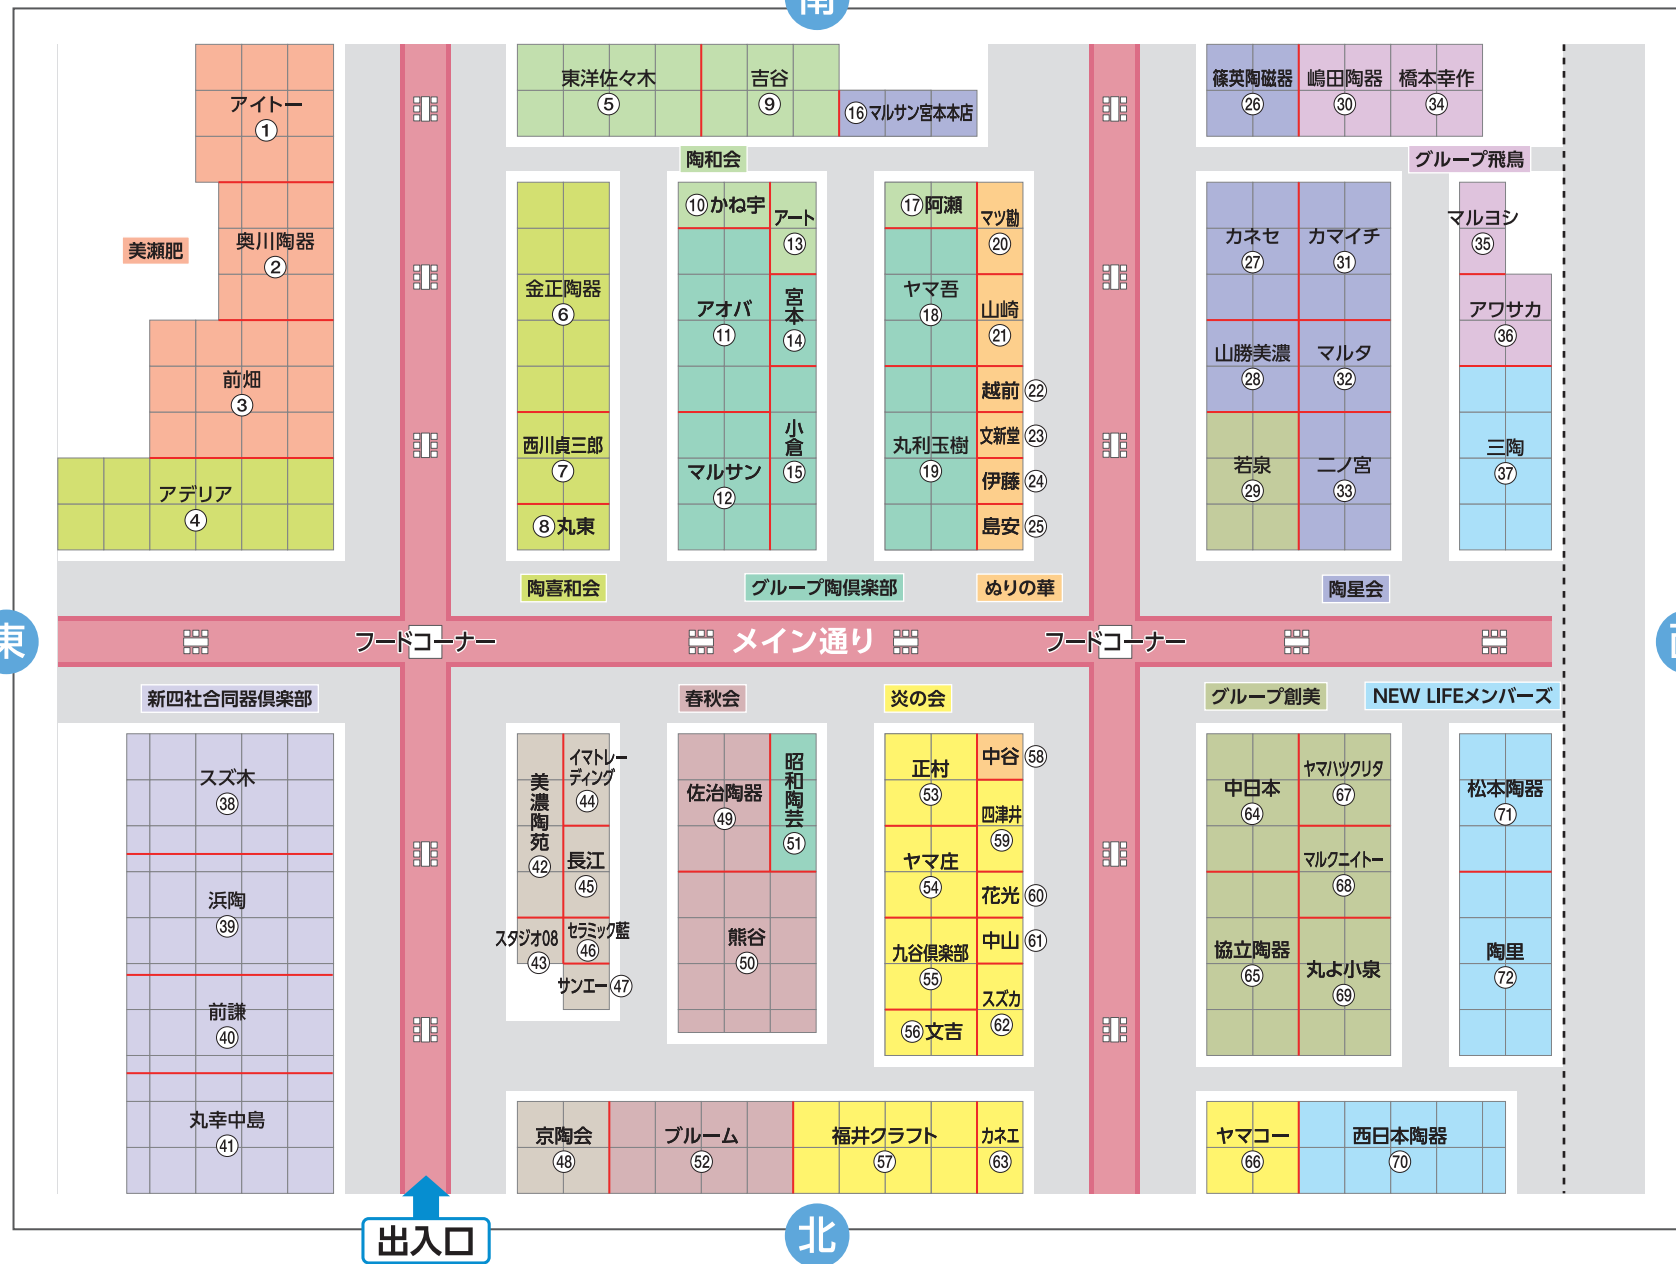 南
アイトー
①
奥川陶器
②
美瀬肥
前畑
③
アデリア
④
東洋佐々木
⑤
吉谷
⑨
⑯マルサン宮本本店
陶和会
金正陶器
⑥
西川貞三郎
⑦
⑧丸東
⑩かね宇
アート
⑬
アオバ
⑪
宮本
⑭
マルサン
⑫
小倉
⑮
⑰阿瀬
マツ勘
⑳
ヤマ吾
⑱
山崎
㉑
越前㉒
丸利玉樹
⑲
文新堂㉓
伊藤㉔
島安㉕
篠英陶磁器
㉖
嶋田陶器
㉚
橋本幸作
㉞
グループ飛鳥
カネセ
㉗
カマイチ
㉛
マルヨシ
㉟
山勝美濃
㉘
マルタ
㉜
アワサカ
㊱
若泉
㉙
二ノ宮
㉝
三陶
㊲
陶喜和会
グループ陶倶楽部
ぬりの華
陶星会
東
フードコーナー
メイン通り
フードコーナー
新四社合同器倶楽部
春秋会
炎の会
グループ創美
NEW LIFEメンバーズ
スズ木
㊳
浜陶
㊴
前謙
㊵
丸幸中島
㊶
美濃陶苑
㊷
イマトレー
ディング
㊹
長江
㊺
スタジオ08
㊸
セラミック藍
㊻
サンエー㊼
佐治陶器
㊾
昭和陶芸
51
熊谷
㊿
正村
53
中谷58
四津井
59
ヤマ庄
54
花光60
九谷倶楽部
55
中山61
スズカ
62
56文吉
中日本
64
ヤマハツクリタ
67
マルクニイトー
68
協立陶器
65
丸よ小泉
69
松本陶器
71
陶里
72
京陶会
㊽
ブルーム
52
福井クラフト
57
カネエ
63
ヤマコー
66
西日本陶器
70
出入口
北